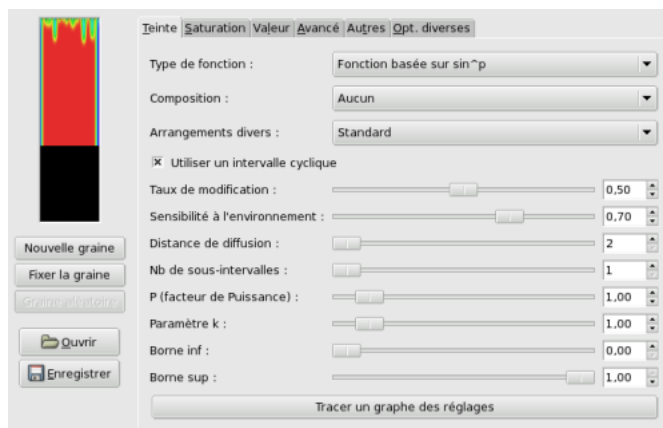 Teinte Saturation Valeur Avancé Autres Opt. diverses
Type de fonction : Fonction basée sur sin^p
Composition : Aucun
Arrangements divers : Standard
Utiliser un intervalle cyclique
Taux de modification : 0,50
Sensibilité à l'environnement : 0,70
Distance de diffusion : 2
Nb de sous-intervalles : 1
P (facteur de Puissance) : 1,00
Paramètre k : 1,00
Borne inf : 0,00
Borne sup : 1,00
Tracer un graphe des réglages
Nouvelle graine
Fixer la graine
Graine aléatoire
Ouvrir
Enregistrer